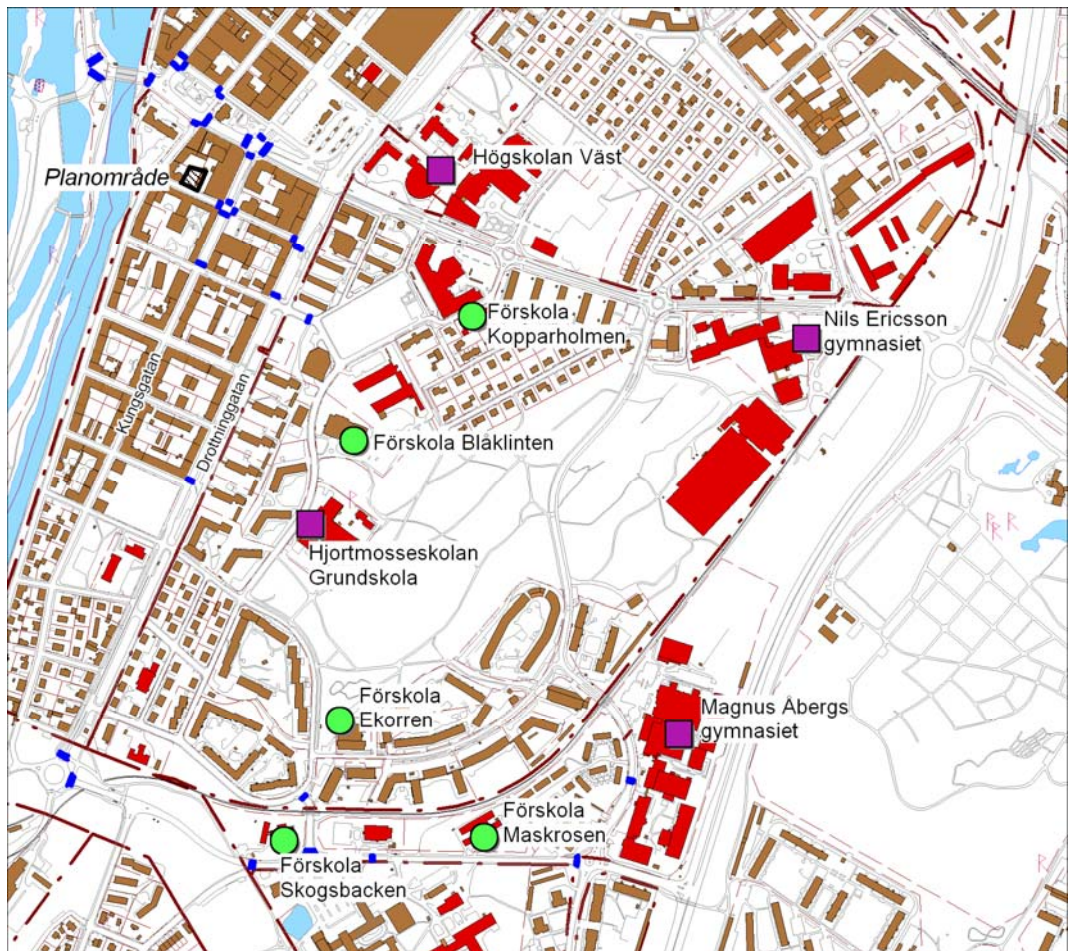 Planområde
Högskolan Väst
Förskola
Kopparholmen
Nils Ericsson
gymnasiet
Kungsgatan
Drottninggatan
Förskola Blåklinten
Hjortmosseskolan
Grundskola
Förskola
Ekorren
Magnus Åbergs
gymnasiet
Förskola
Maskrosen
Förskola
Skogsbacken
R
R
R
R
R
R
R
R
R